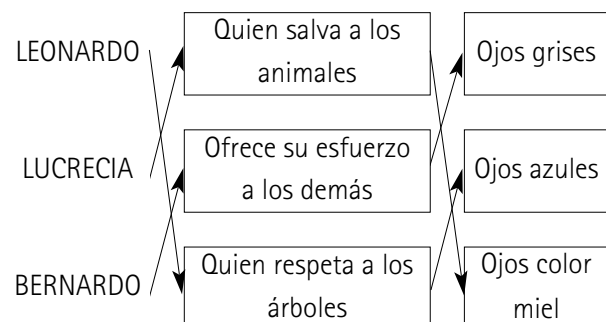 LEONARDO
Quien salva a los
animales
Ojos grises
LUCRECIA
Ofrece su esfuerzo
a los demás
Ojos azules
BERNARDO
Quien respeta a los
árboles
Ojos color
miel